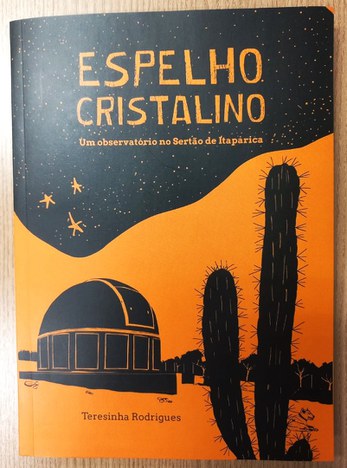 ESPELHO
CRISTALINO
Um observatório no Sertão de Itaparica
Teresinha Rodrigues